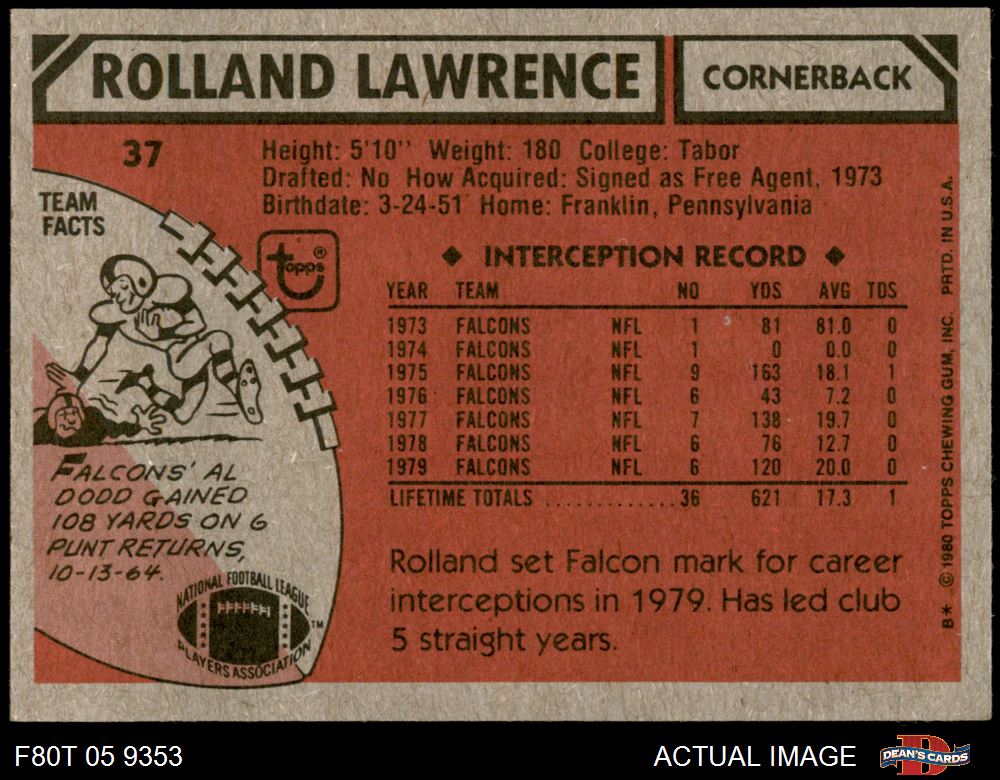 ROLLAND LAWRENCE
CORNERBACK
37
Height: 5'10" Weight: 180 College: Tabor
Drafted: No How Acquired: Signed as Free Agent, 1973
Birthdate: 3-24-51 Home: Franklin, Pennsylvania
TEAM
FACTS
topps®
FALCONS' AL
DODD GAINED
108 YARDS ON 6
PUNT RETURNS,
10-13-64.
NATIONAL FOOTBALL LEAGUE
PLAYERS ASSOCIATION
TM
◆ INTERCEPTION RECORD ◆
YEAR TEAM NO YDS AVG TDS
1973 FALCONS NFL 1 81 81.0 0
1974 FALCONS NFL 1 0 0.0 0
1975 FALCONS NFL 9 163 18.1 1
1976 FALCONS NFL 6 43 7.2 0
1977 FALCONS NFL 7 138 19.7 0
1978 FALCONS NFL 6 76 12.7 0
1979 FALCONS NFL 6 120 20.0 0
LIFETIME TOTALS ............. 36 621 17.3 1
Rolland set Falcon mark for career
interceptions in 1979. Has led club
5 straight years.
B* © 1980 TOPPS CHEWING GUM, INC. PRTD. IN U.S.A.
F80T 05 9353
ACTUAL IMAGE
DEAN'S CARDS